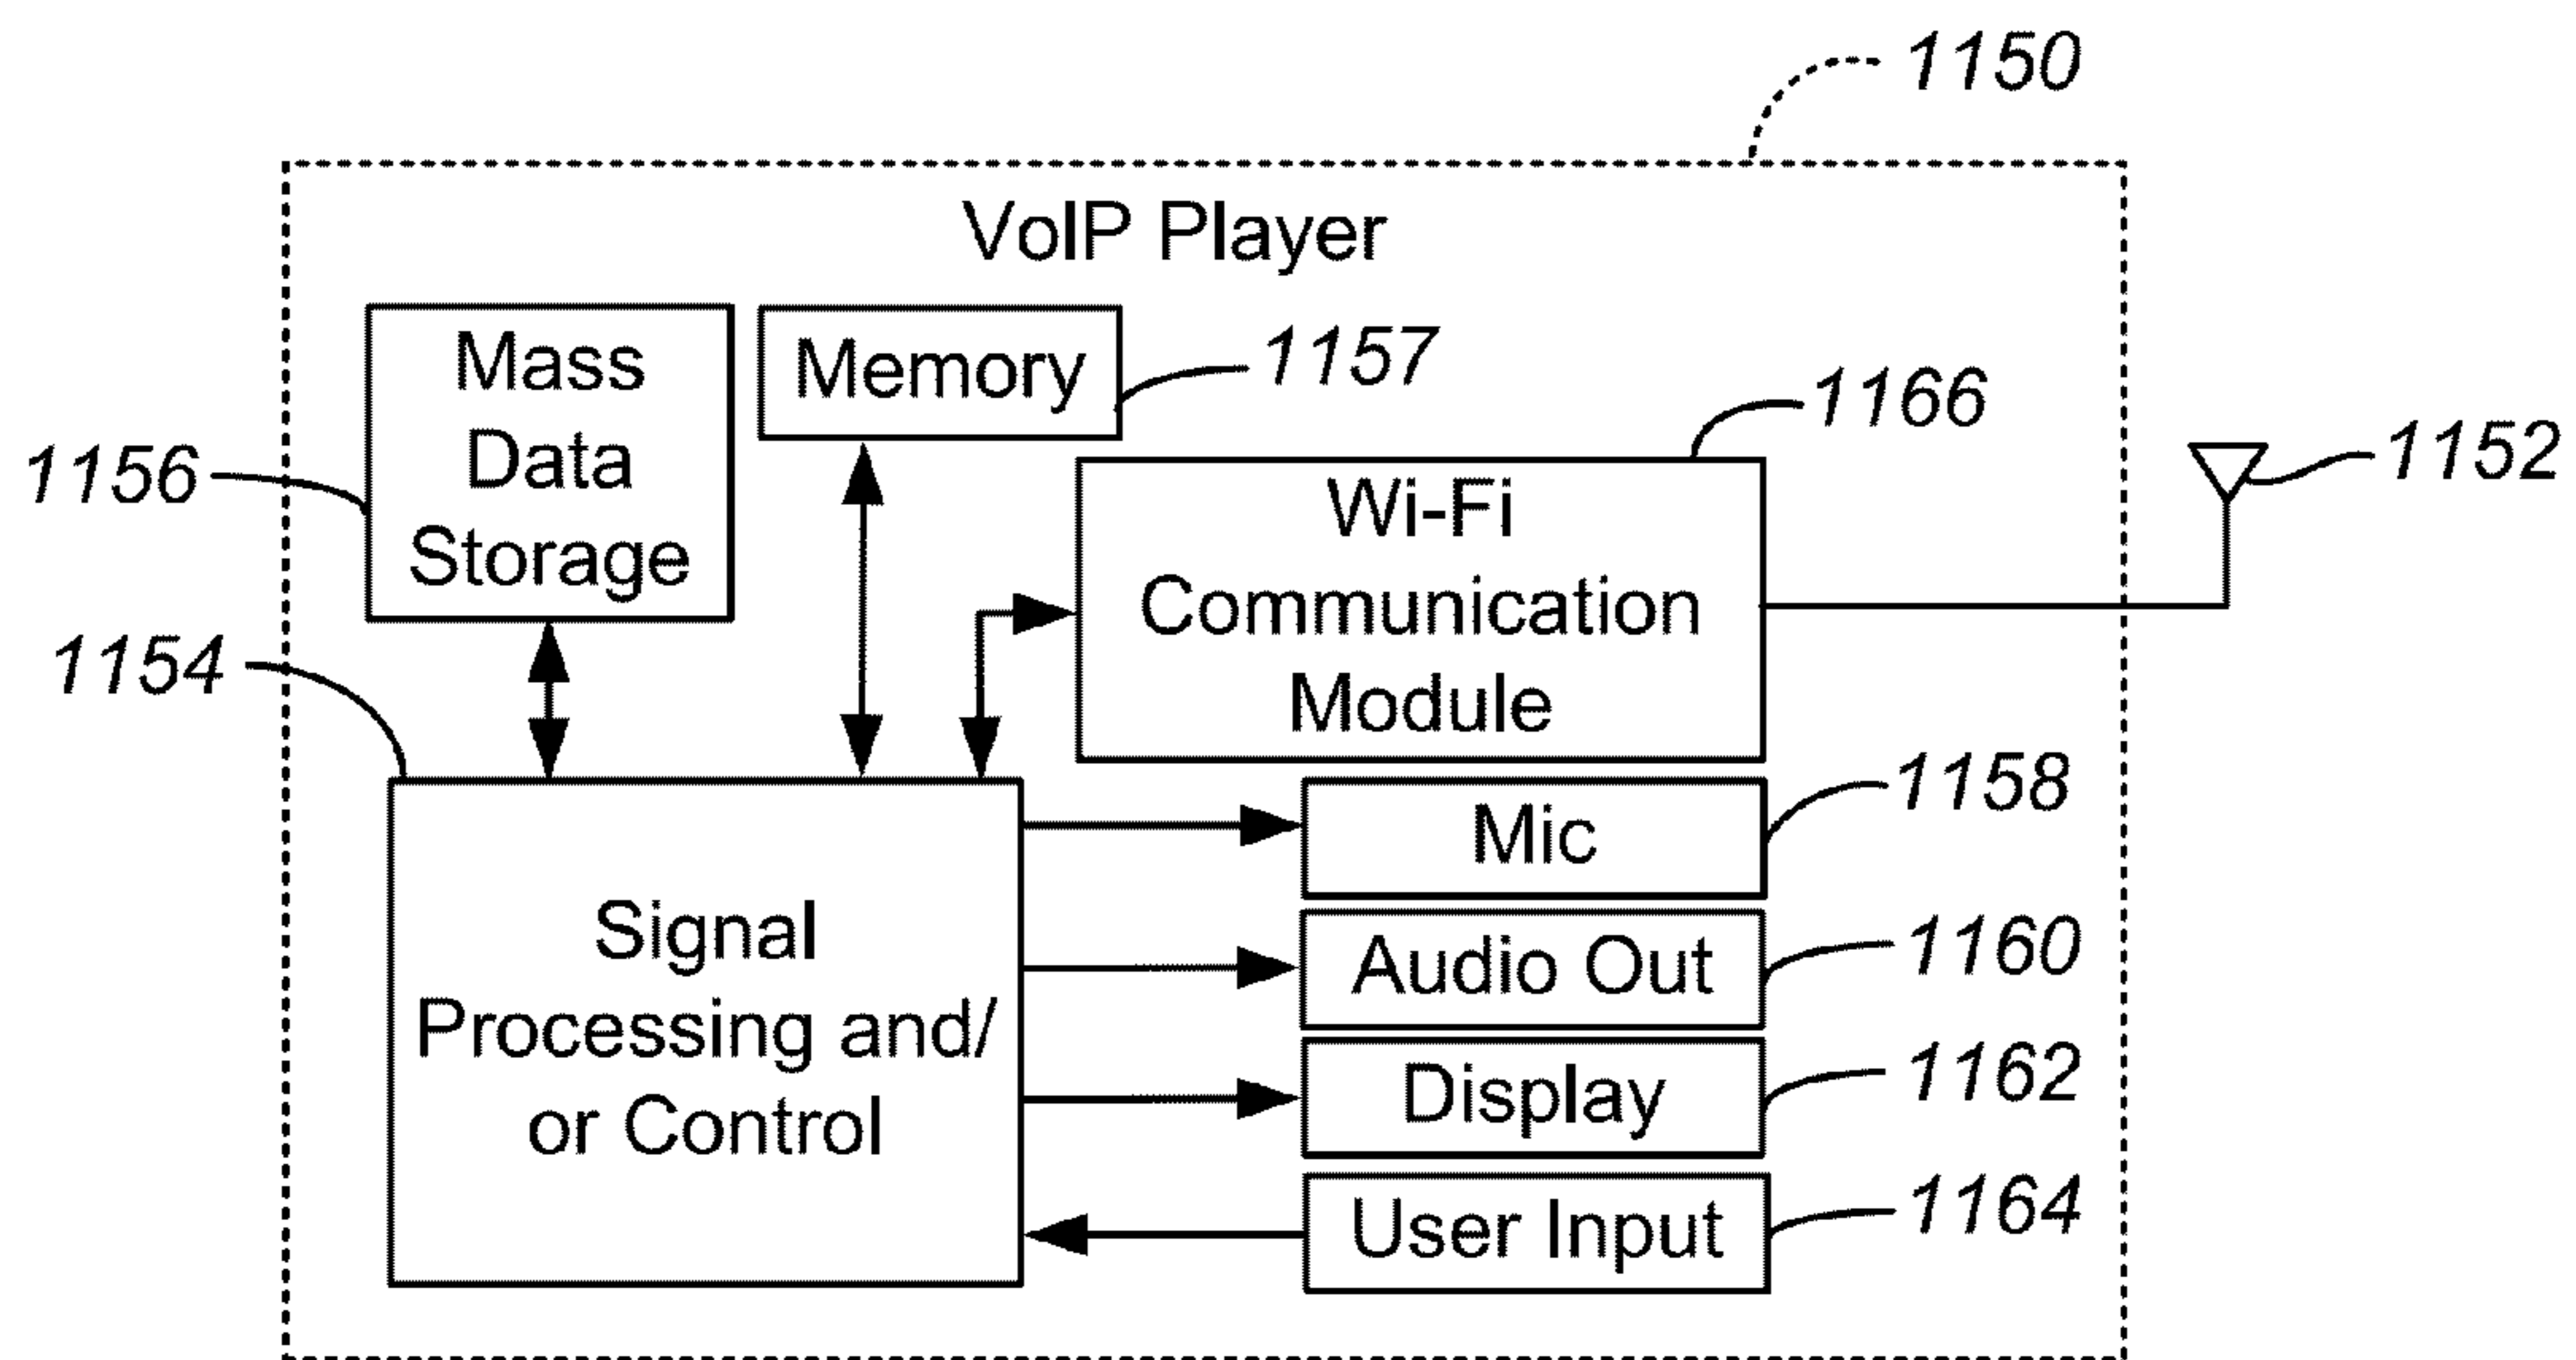 1150
VoIP Player
Mass
Data
Storage
Memory
1157
1166
1156
Wi-Fi
Communication
Module
1152
1154
1158
Mic
Signal
Processing and/
or Control
Audio Out
1160
Display
1162
User Input
1164